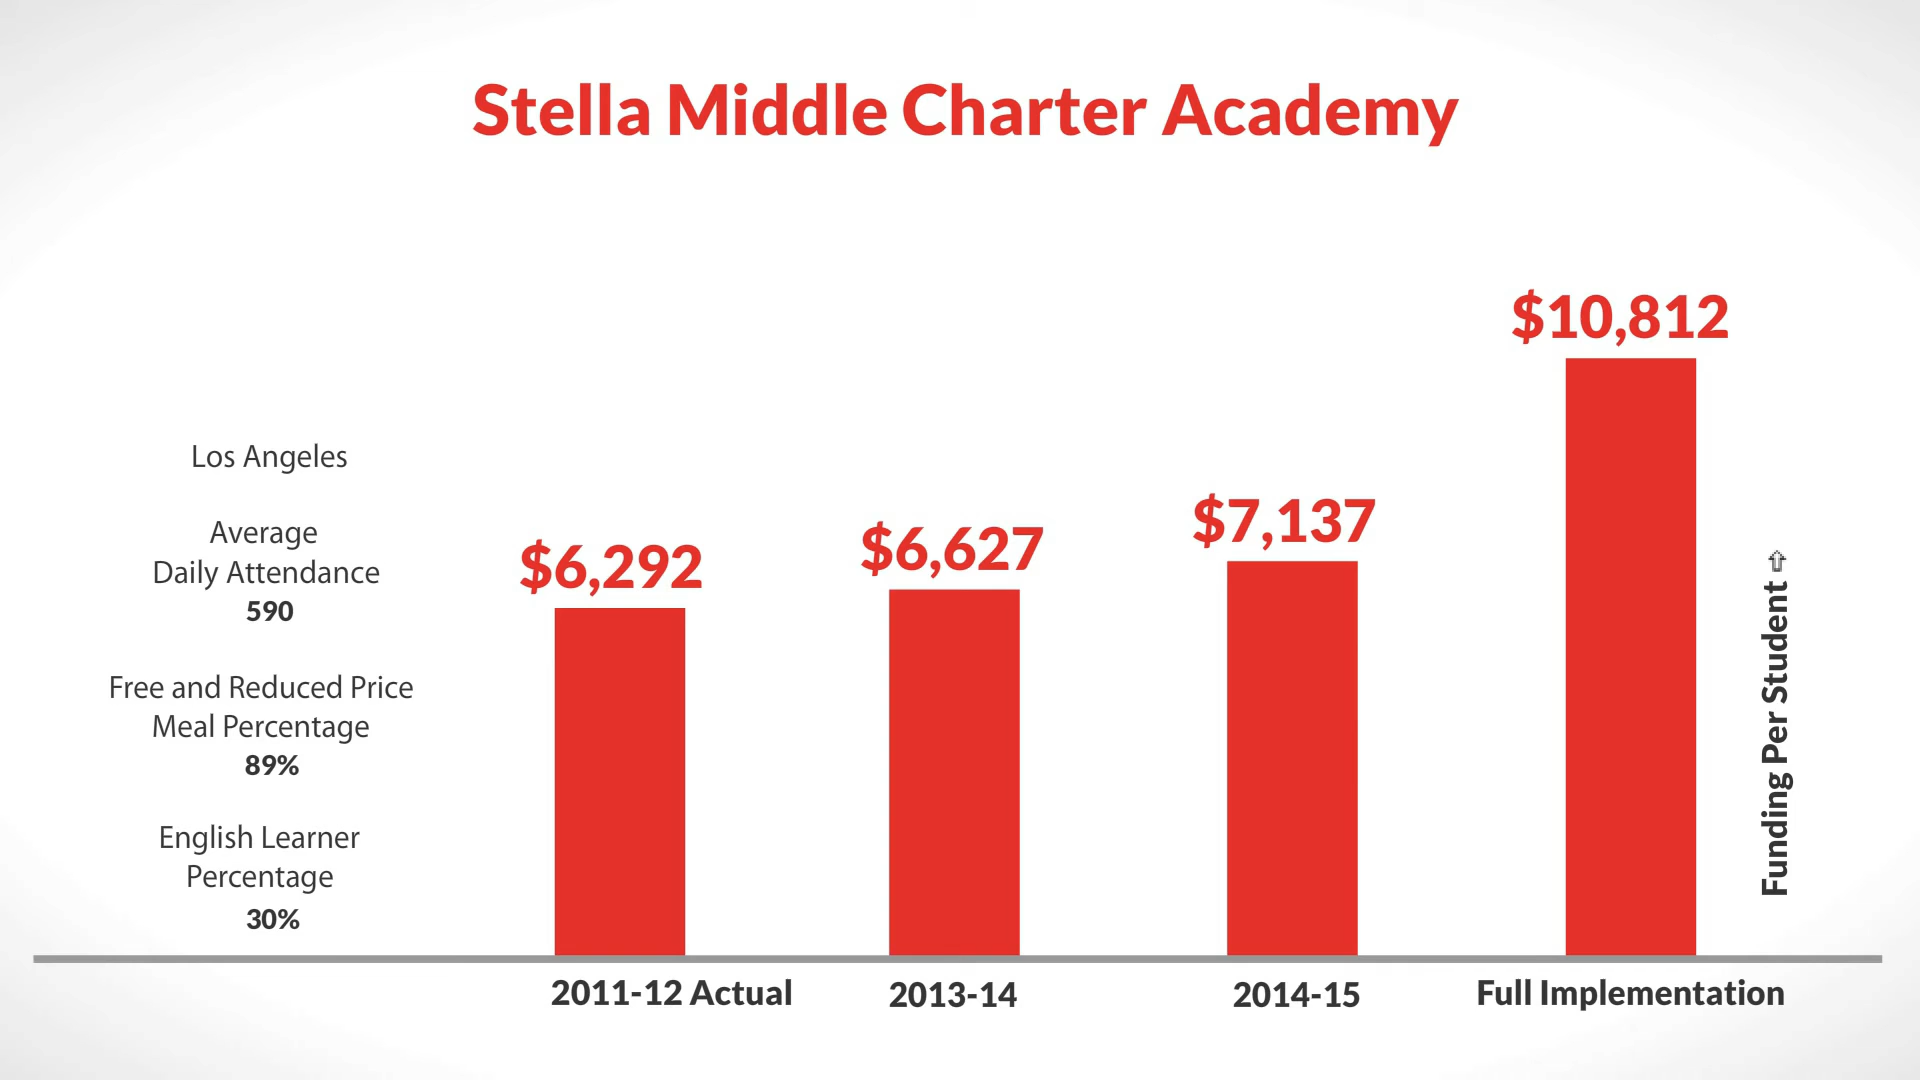 Stella Middle Charter Academy
Los Angeles
Average
Daily Attendance
590
Free and Reduced Price
Meal Percentage
89%
English Learner
Percentage
30%
$6,292
$6,627
$7,137
$10,812
Funding Per Student ⇧
2011-12 Actual
2013-14
2014-15
Full Implementation